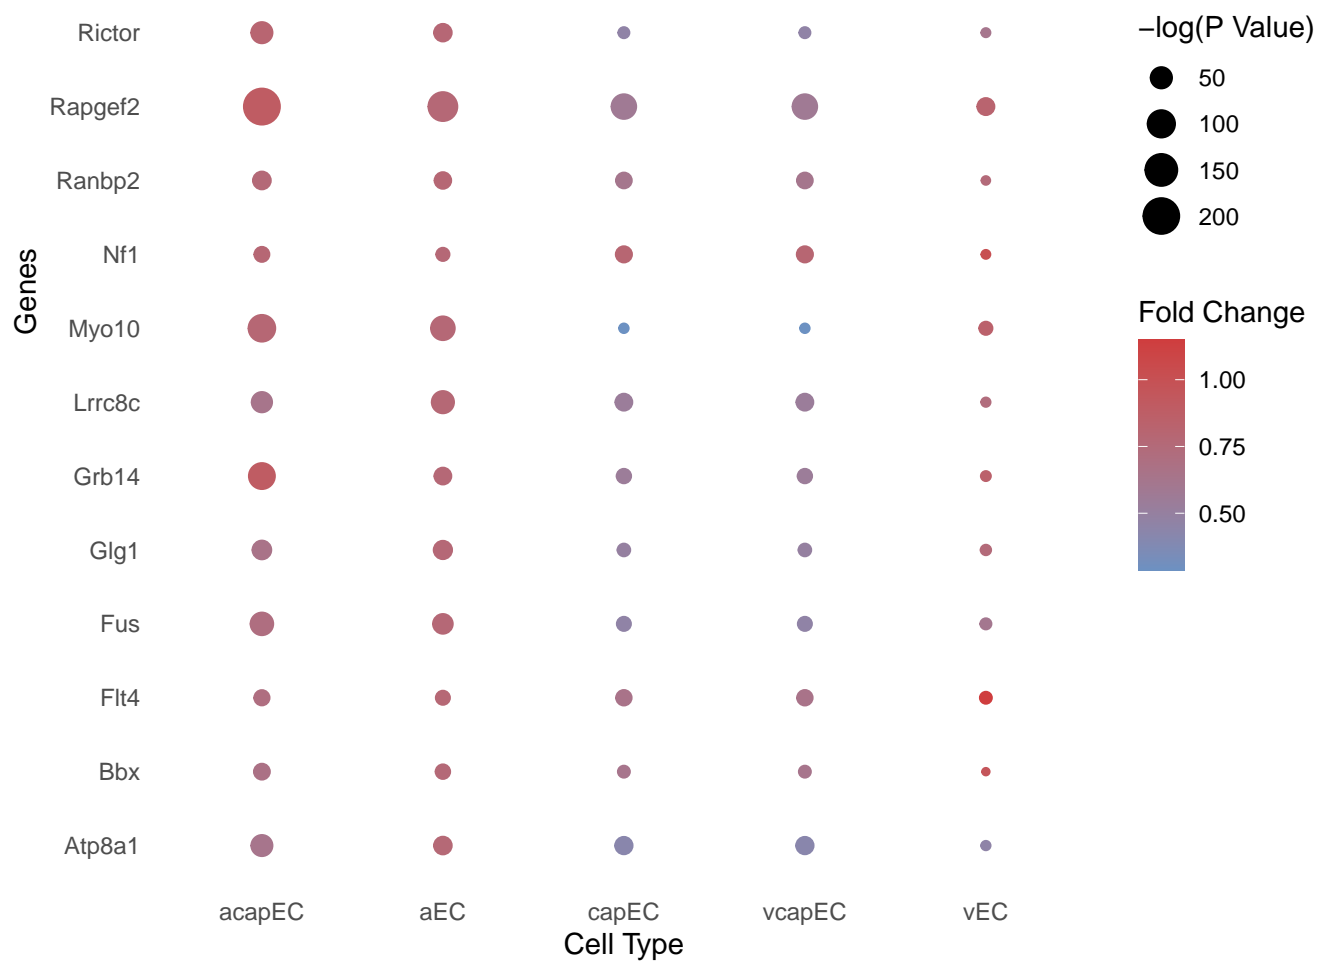 Rictor
Rapgef2
Ranbp2
Nf1
Myo10
Lrrc8c
Grb14
Glg1
Fus
Flt4
Bbx
Atp8a1
Genes
acapEC aEC capEC vcapEC vEC
Cell Type
−log(P Value)
50
100
150
200
Fold Change
1.00
0.75
0.50